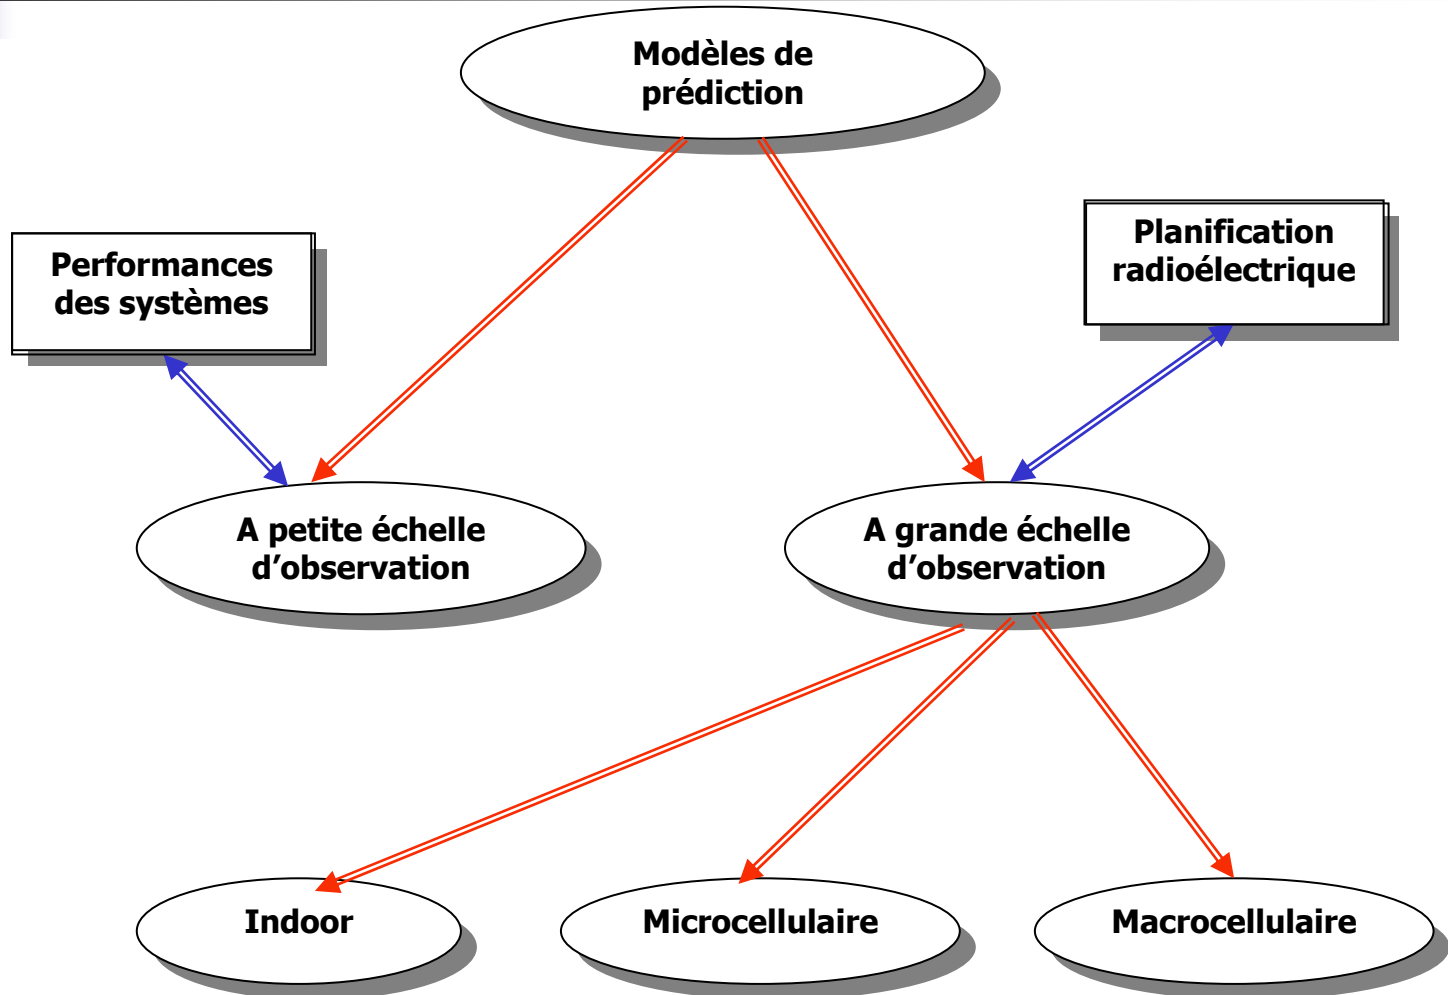 Modèles de
prédiction
Planification
radioélectrique
Performances
des systèmes
A petite échelle
d’observation
A grande échelle
d’observation
Indoor
Microcellulaire
Macrocellulaire